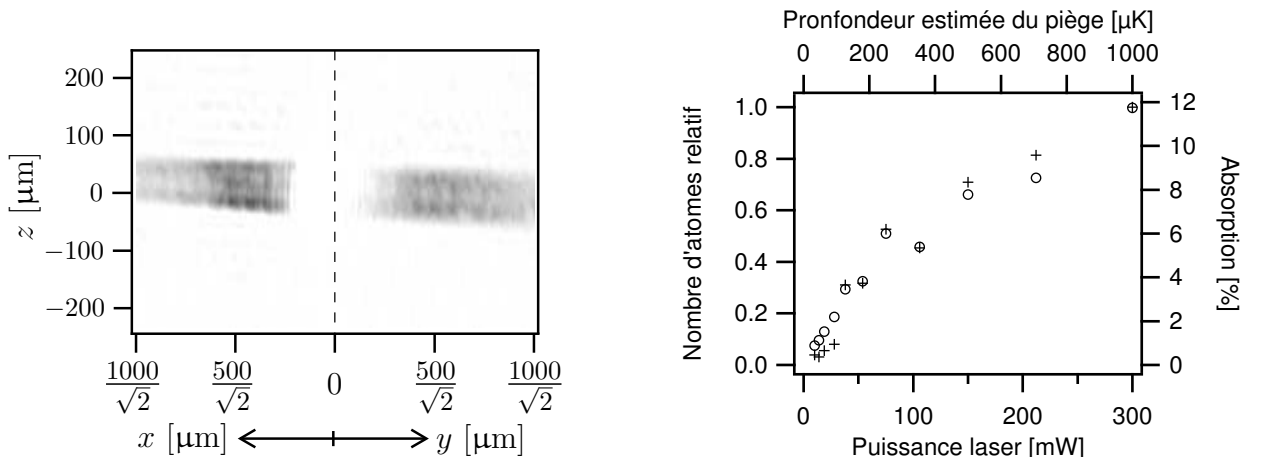 200
100
0
−100
−200
z [µm]
1000/√2 500/√2 0 500/√2 1000/√2
x [µm] y [µm]
Pronfondeur estimée du piège [µK]
0 200 400 600 800 1000
Nombre d'atomes relatif
1.0
0.8
0.6
0.4
0.2
0.0
12
10
8
6
4
2
0
Absorption [%]
0 100 200 300
Puissance laser [mW]